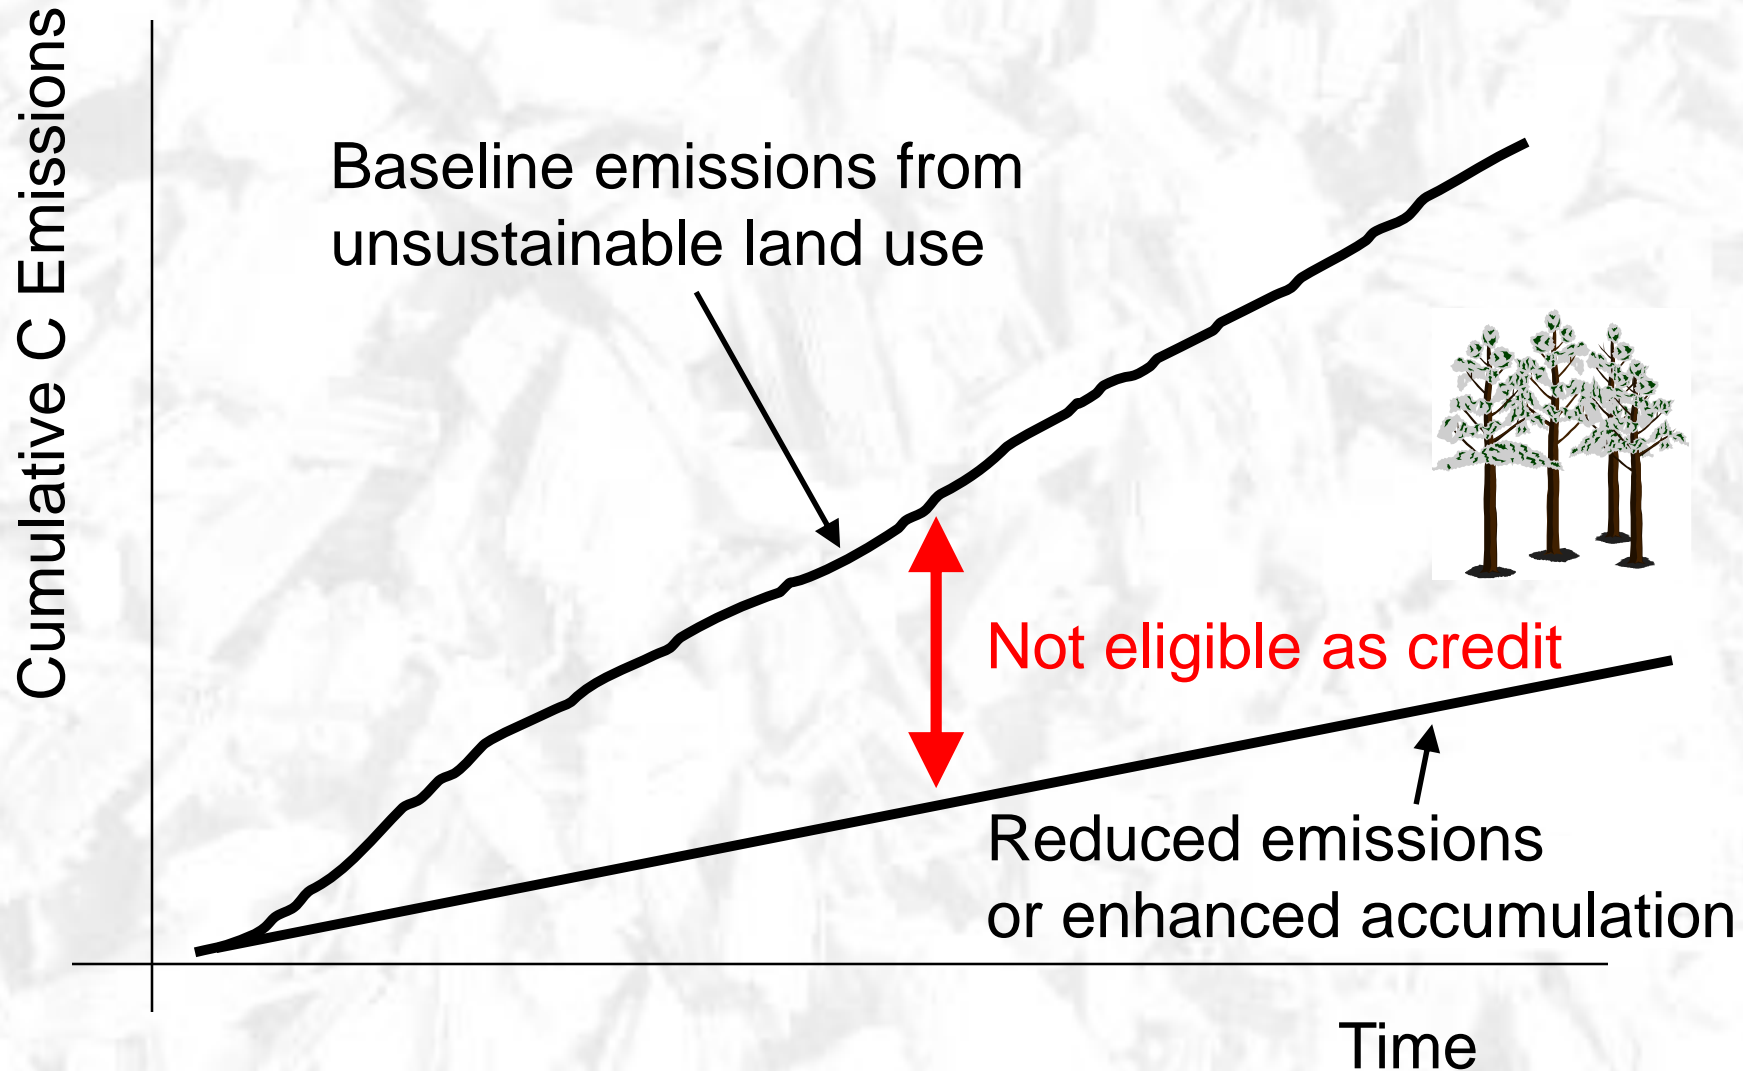 Cumulative C Emissions
Baseline emissions from
unsustainable land use
Not eligible as credit
Reduced emissions
or enhanced accumulation
Time